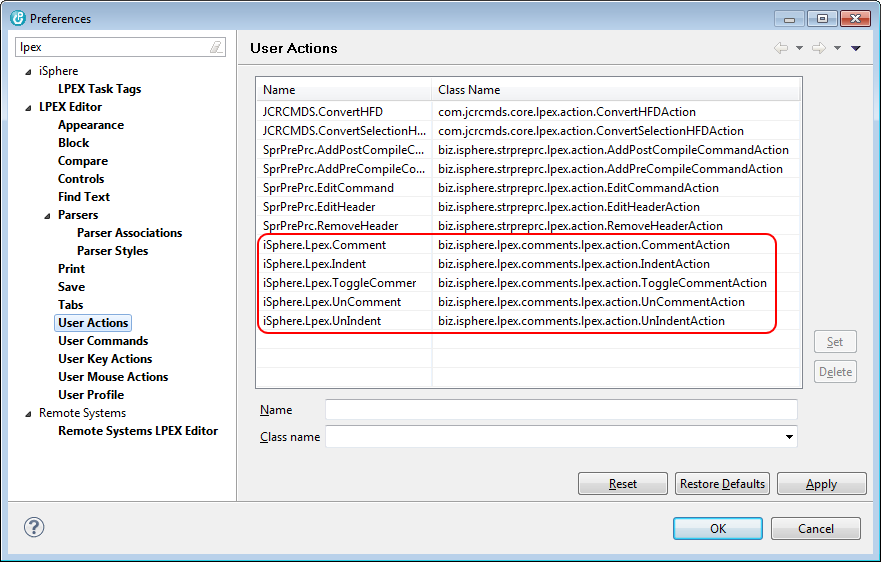 Preferences
lpex
iSphere
LPEX Task Tags
LPEX Editor
Appearance
Block
Compare
Controls
Find Text
Parsers
Parser Associations
Parser Styles
Print
Save
Tabs
User Actions
User Commands
User Key Actions
User Mouse Actions
User Profile
Remote Systems
Remote Systems LPEX Editor
User Actions
Name Class Name
JCRCMDS.ConvertHFD com.jcrcmds.core.lpex.action.ConvertHFDAction
JCRCMDS.ConvertSelectionH... com.jcrcmds.core.lpex.action.ConvertSelectionHFDAction
SprPrePrc.AddPostCompileC... biz.isphere.strpreprc.lpex.action.AddPostCompileCommandAction
SprPrePrc.AddPreCompileCo... biz.isphere.strpreprc.lpex.action.AddPreCompileCommandAction
SprPrePrc.EditCommand biz.isphere.strpreprc.lpex.action.EditCommandAction
SprPrePrc.EditHeader biz.isphere.strpreprc.lpex.action.EditHeaderAction
SprPrePrc.RemoveHeader biz.isphere.strpreprc.lpex.action.RemoveHeaderAction
iSphere.Lpex.Comment biz.isphere.lpex.comments.lpex.action.CommentAction
iSphere.Lpex.Indent biz.isphere.lpex.comments.lpex.action.IndentAction
iSphere.Lpex.ToggleCommer biz.isphere.lpex.comments.lpex.action.ToggleCommentAction
iSphere.Lpex.UnComment biz.isphere.lpex.comments.lpex.action.UnCommentAction
iSphere.Lpex.UnIndent biz.isphere.lpex.comments.lpex.action.UnIndentAction
Set
Delete
Name
Class name
Reset Restore Defaults Apply
OK Cancel